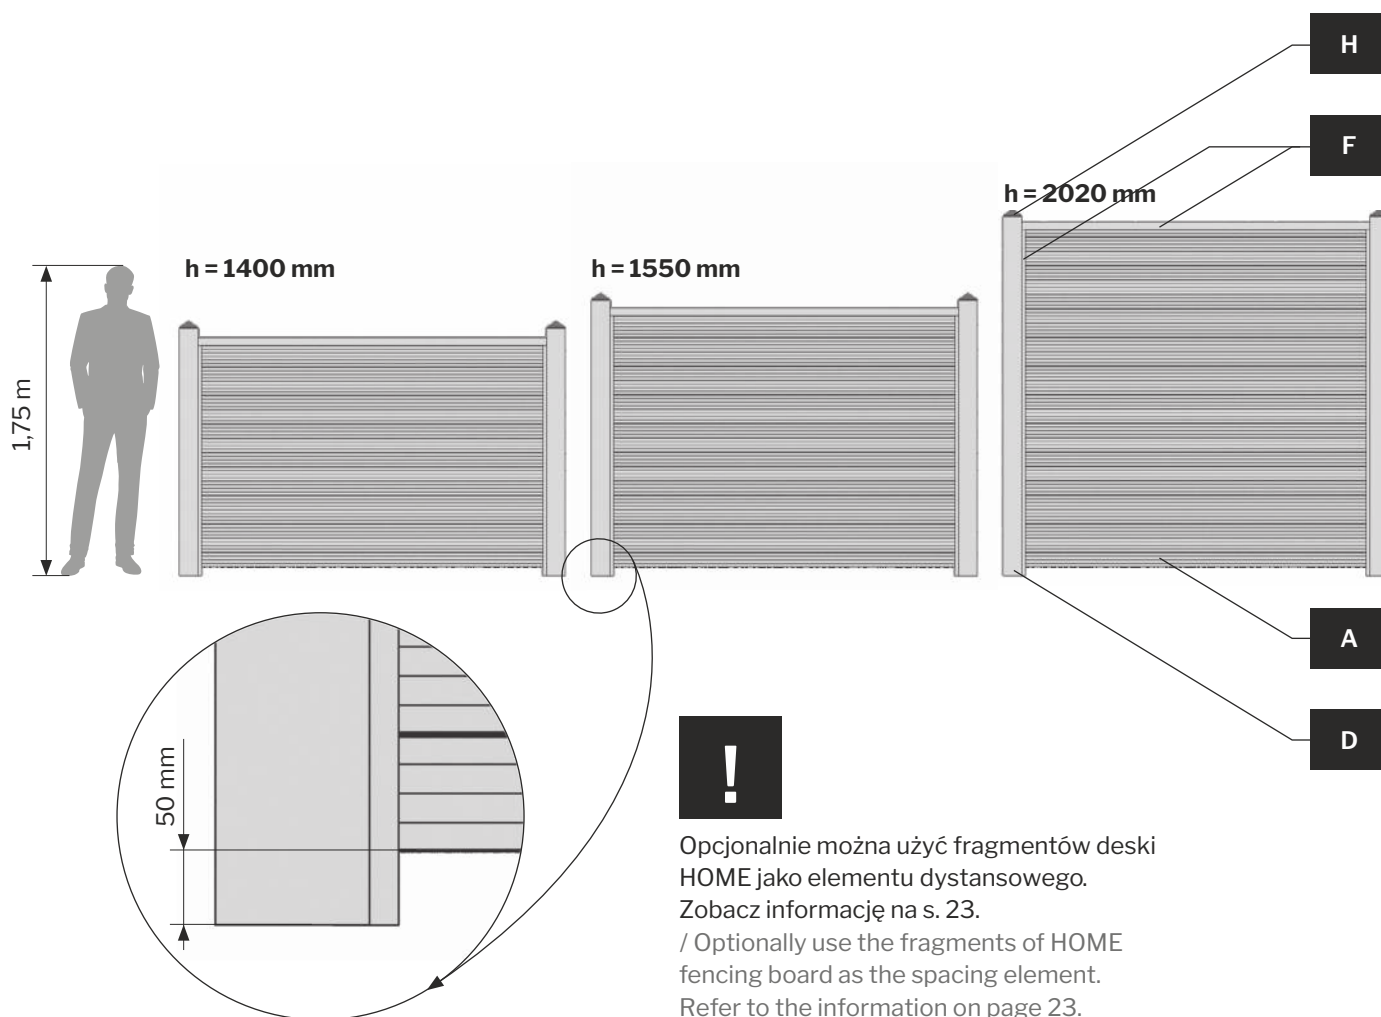 H
F
h = 2020 mm
h = 1400 mm
h = 1550 mm
1,75 m
A
D
50 mm
!
Opcjonalnie można użyć fragmentów deski
HOME jako elementu dystansowego.
Zobacz informację na s. 23.
/ Optionally use the fragments of HOME
fencing board as the spacing element.
Refer to the information on page 23.